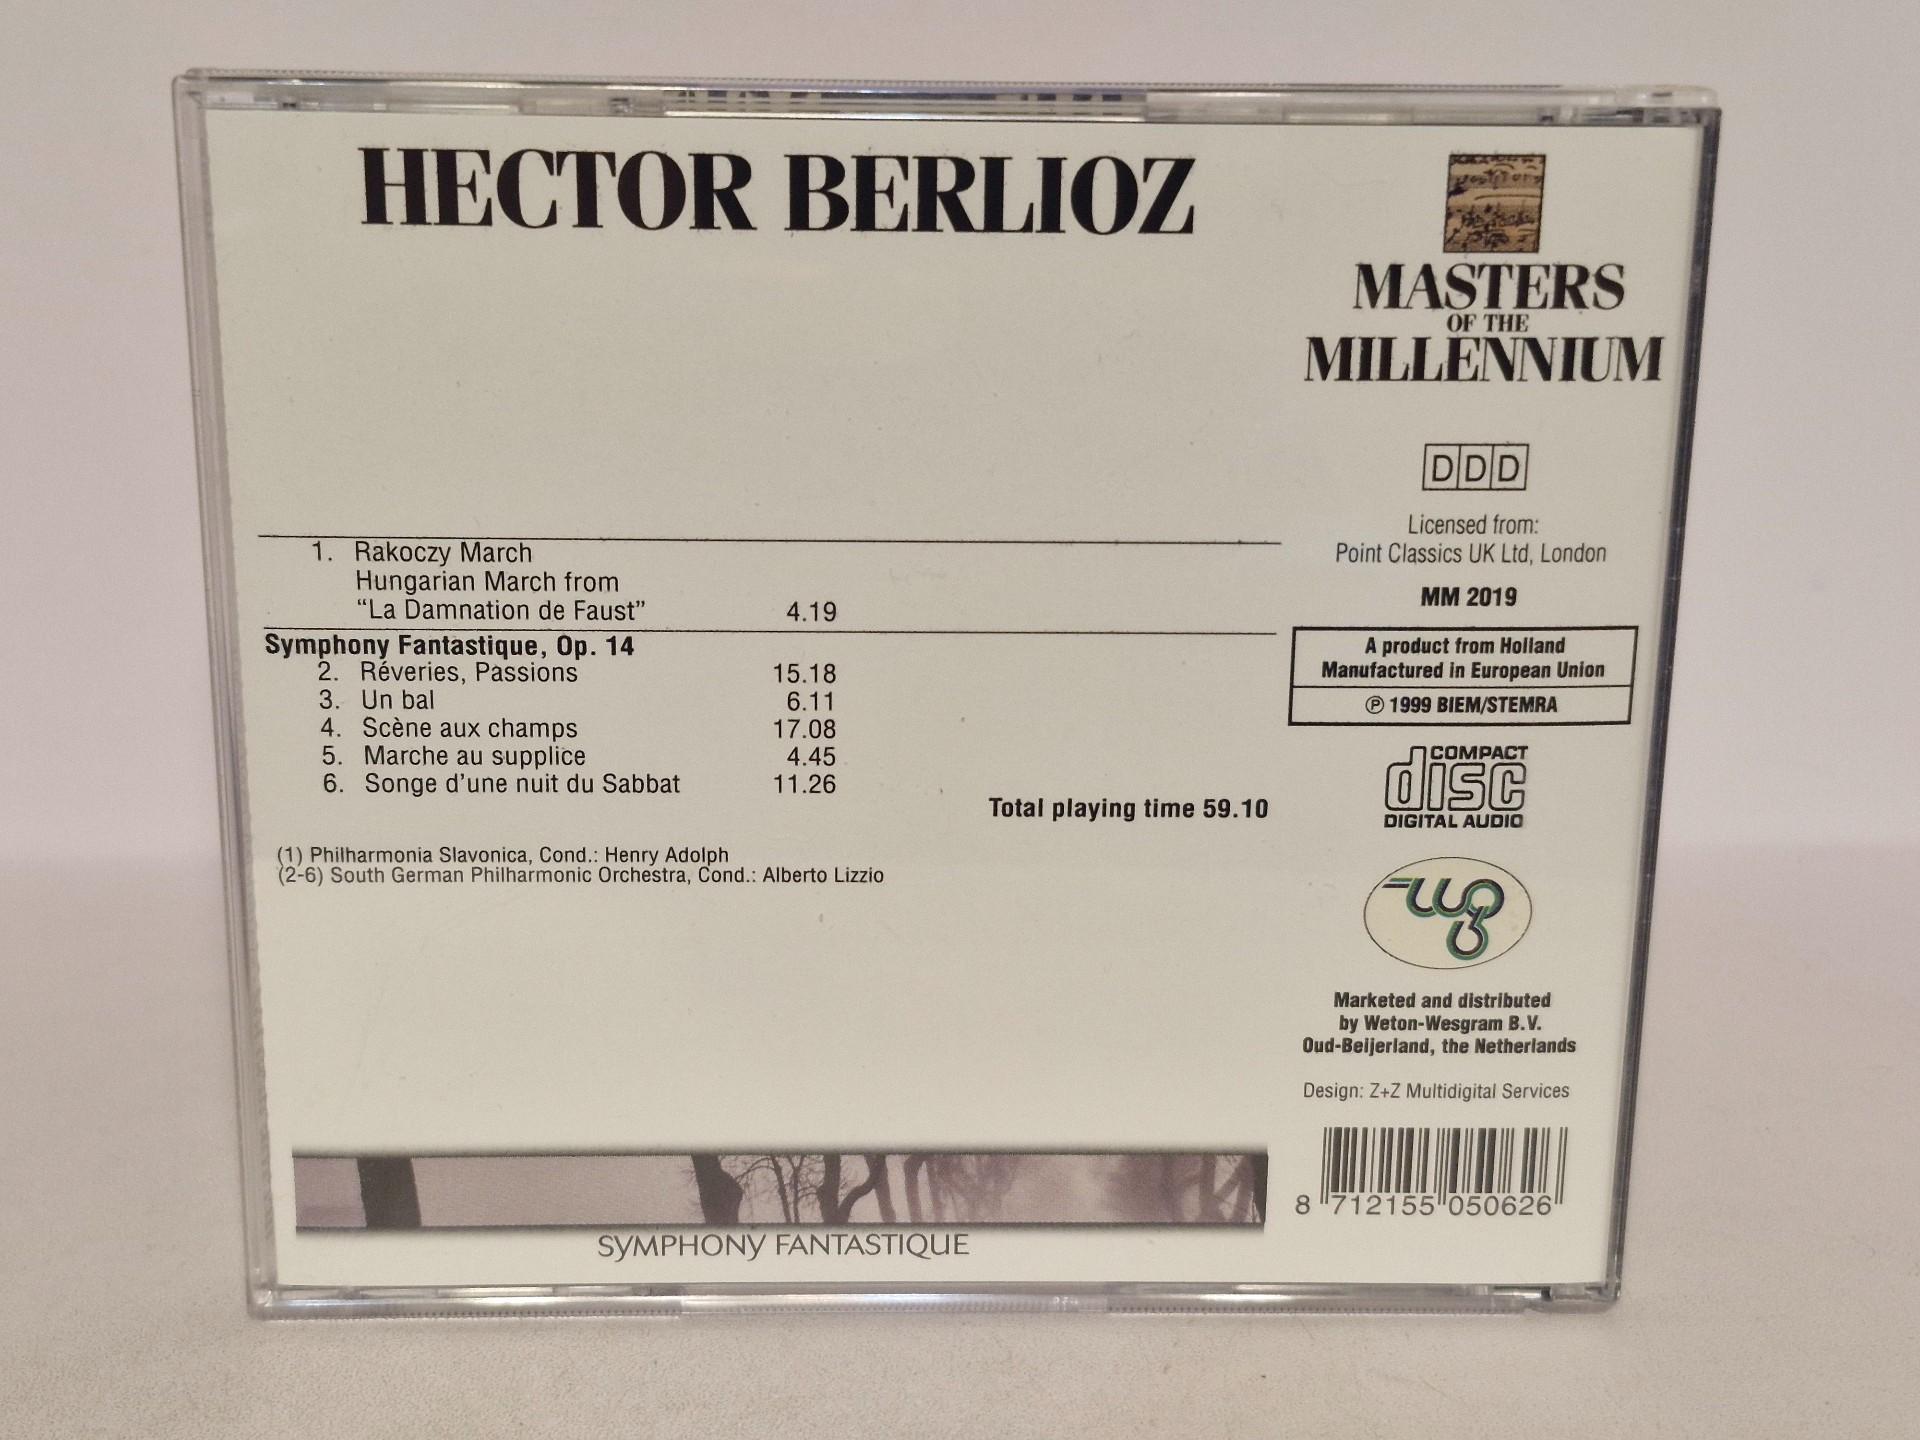 HECTOR BERLIOZ
1. Rakoczy March
Hungarian March from
“La Damnation de Faust” 4.19
Symphony Fantastique, Op. 14
2. Réveries, Passions 15.18
3. Un bal 6.11
4. Scène aux champs 17.08
5. Marche au supplice 4.45
6. Songe d’une nuit du Sabbat 11.26
Total playing time 59.10
(1) Philharmonia Slavonica, Cond.: Henry Adolph
(2-6) South German Philharmonic Orchestra, Cond.: Alberto Lizzio
SYMPHONY FANTASTIQUE
MASTERS
OF THE
MILLENNIUM
DDD
Licensed from:
Point Classics UK Ltd, London
MM 2019
A product from Holland
Manufactured in European Union
℗ 1999 BIEM/STEMRA
COMPACT
disc
DIGITAL AUDIO
Marketed and distributed
by Weton-Wesgram B.V.
Oud-Beijerland, the Netherlands
Design: Z+Z Multidigital Services
8 712155 050626